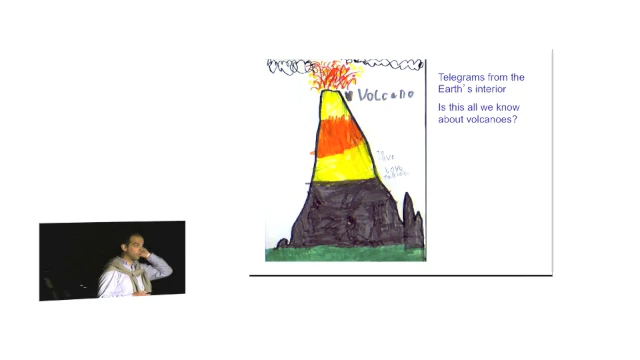 Volcano
Telegrams from the
Earth's interior
Is this all we know
about volcanoes?